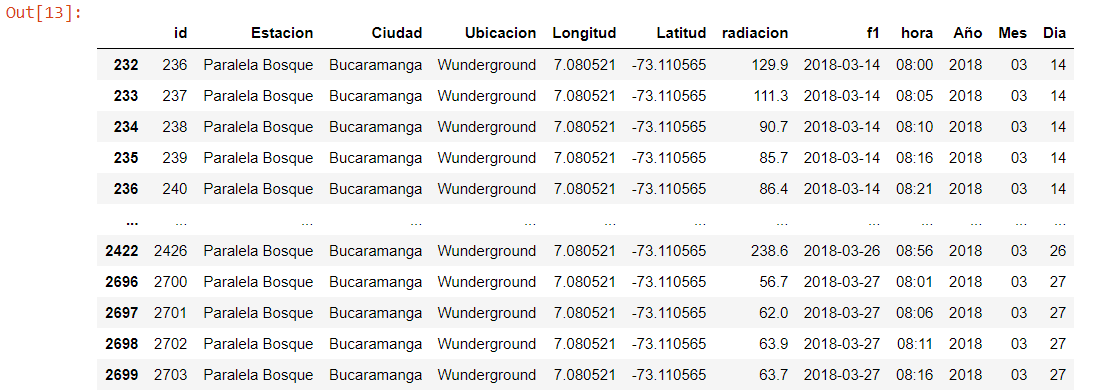 Out[13]:
id Estacion Ciudad Ubicacion Longitud Latitud radiacion f1 hora Año Mes Dia
232 236 Paralela Bosque Bucaramanga Wunderground 7.080521 -73.110565 129.9 2018-03-14 08:00 2018 03 14
233 237 Paralela Bosque Bucaramanga Wunderground 7.080521 -73.110565 111.3 2018-03-14 08:05 2018 03 14
234 238 Paralela Bosque Bucaramanga Wunderground 7.080521 -73.110565 90.7 2018-03-14 08:10 2018 03 14
235 239 Paralela Bosque Bucaramanga Wunderground 7.080521 -73.110565 85.7 2018-03-14 08:16 2018 03 14
236 240 Paralela Bosque Bucaramanga Wunderground 7.080521 -73.110565 86.4 2018-03-14 08:21 2018 03 14
... ... ... ... ... ... ... ... ... ... ... ... ...
2422 2426 Paralela Bosque Bucaramanga Wunderground 7.080521 -73.110565 238.6 2018-03-26 08:56 2018 03 26
2696 2700 Paralela Bosque Bucaramanga Wunderground 7.080521 -73.110565 56.7 2018-03-27 08:01 2018 03 27
2697 2701 Paralela Bosque Bucaramanga Wunderground 7.080521 -73.110565 62.0 2018-03-27 08:06 2018 03 27
2698 2702 Paralela Bosque Bucaramanga Wunderground 7.080521 -73.110565 63.9 2018-03-27 08:11 2018 03 27
2699 2703 Paralela Bosque Bucaramanga Wunderground 7.080521 -73.110565 63.7 2018-03-27 08:16 2018 03 27